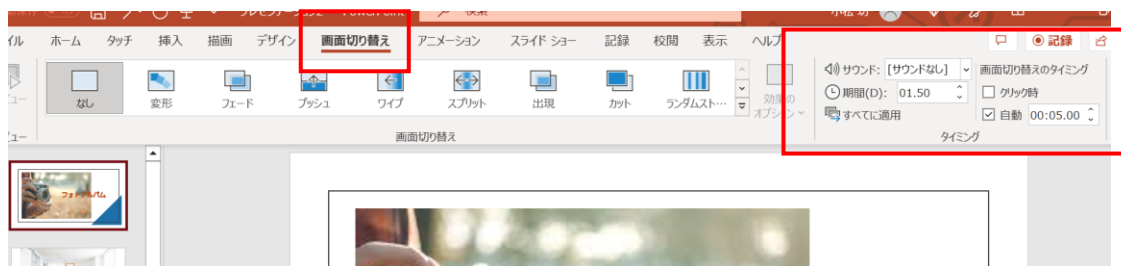 PowerPoint
検索
ホーム タッチ 挿入 描画 デザイン 画面切り替え アニメーション スライド ショー 記録 校閲 表示 ヘルプ
記録
なし 変形 フェード プッシュ ワイプ スプリット 出現 カット ランダムスト…
効果の
オプション
画面切り替え
サウンド: [サウンドなし]
期間(D): 01.50
すべてに適用
画面切り替えのタイミング
クリック時
自動 00:05.00
タイミング
フォトアルバム